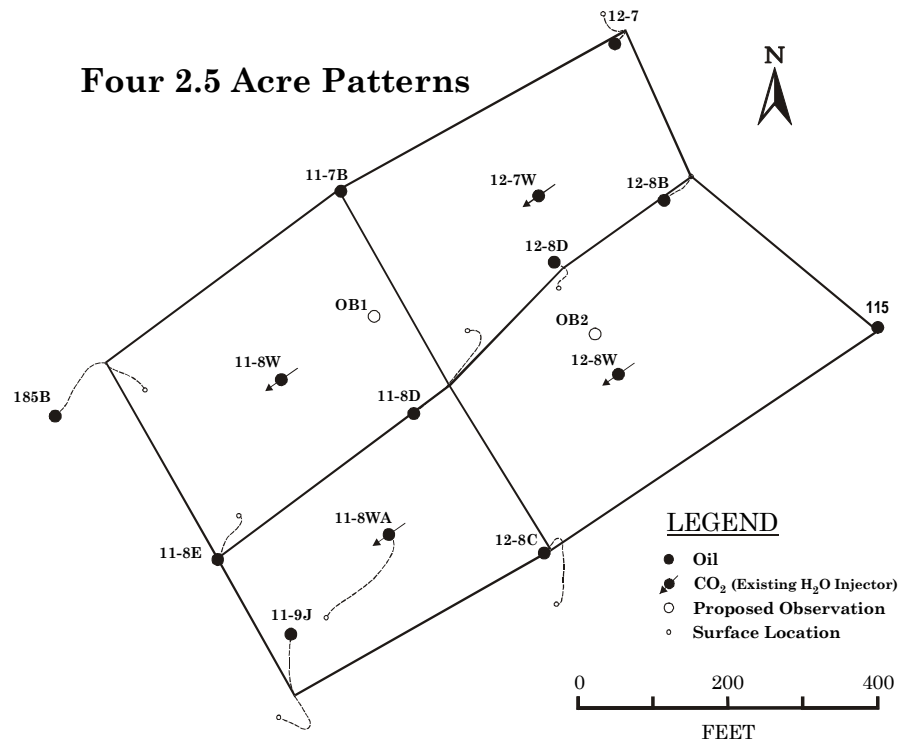 12-7
Four 2.5 Acre Patterns
N
11-7B
12-7W
12-8B
12-8D
OB1
115
OB2
11-8W
12-8W
185B
11-8D
11-8WA
12-8C
11-8E
11-9J
LEGEND
Oil
CO₂ (Existing H₂O Injector)
Proposed Observation
Surface Location
0 200 400
FEET